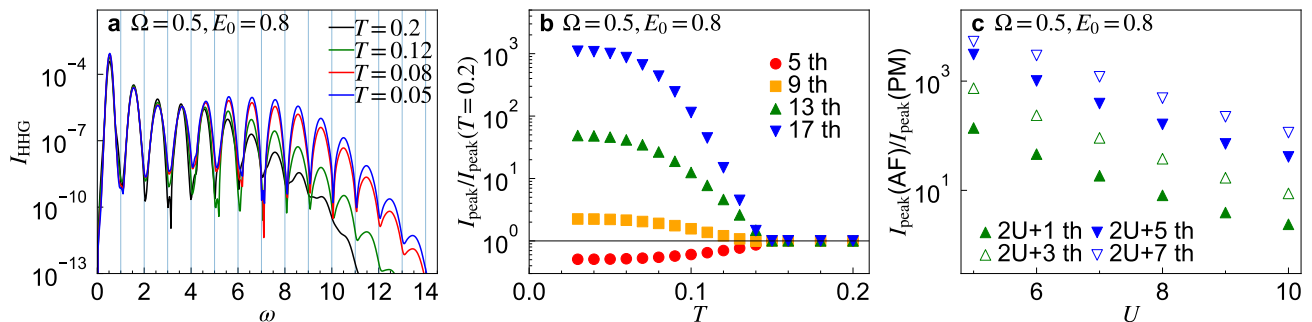 a Ω = 0.5, E₀ = 0.8
T = 0.2
T = 0.12
T = 0.08
T = 0.05
10⁻⁴
10⁻⁷
10⁻¹⁰
10⁻¹³
I_HHG
0 1 2 3 4 5 6 7 8 9 10 11 12 13 14
ω
b Ω = 0.5, E₀ = 0.8
5 th
9 th
13 th
17 th
10³
10²
10¹
10⁰
I_peak/I_peak(T = 0.2)
0.0 0.1 0.2
T
c Ω = 0.5, E₀ = 0.8
10³
10¹
I_peak(AF)/I_peak(PM)
2U+1 th 2U+5 th
2U+3 th 2U+7 th
6 8 10
U